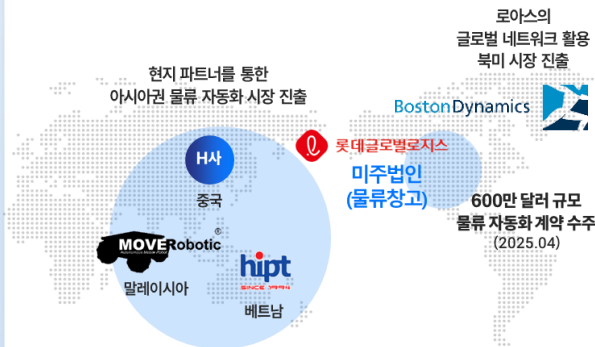 로아스의
글로벌 네트워크 활용
북미 시장 진출
현지 파트너를 통한
아시아권 물류 자동화 시장 진출
BostonDynamics
롯데글로벌로지스
미주법인
(물류창고)
H사
중국
MOVERobotic®
말레이시아
hipt
베트남
600만 달러 규모
물류 자동화 계약 수주
(2025.04)